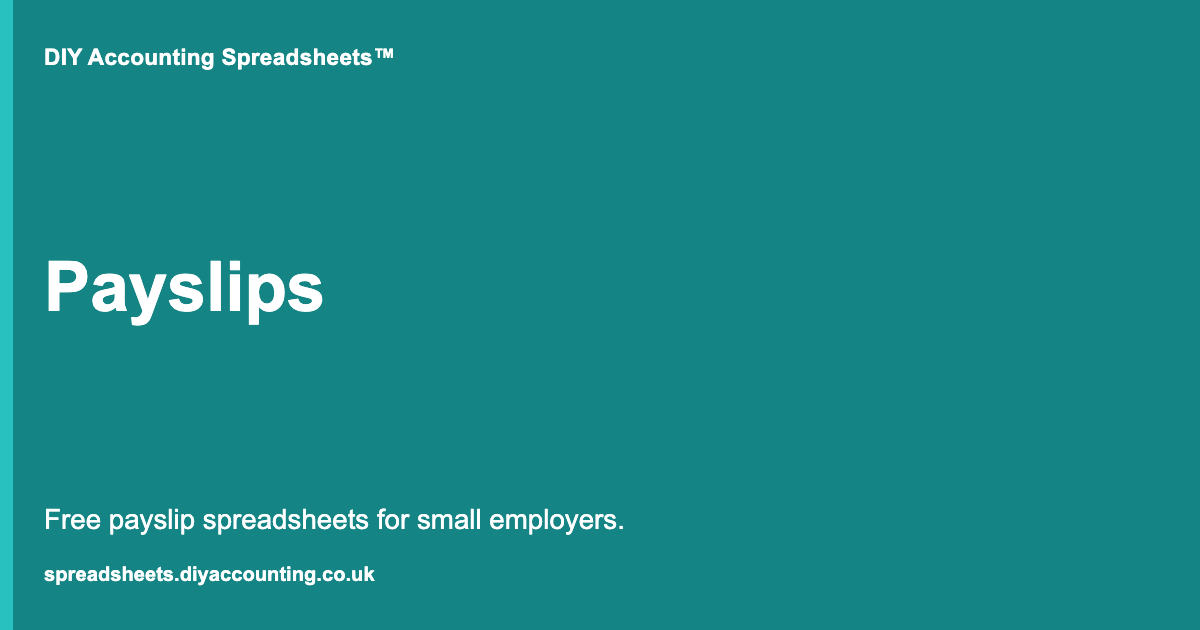 DIY Accounting Spreadsheets™
Payslips
Free payslip spreadsheets for small employers.
spreadsheets.diyaccounting.co.uk